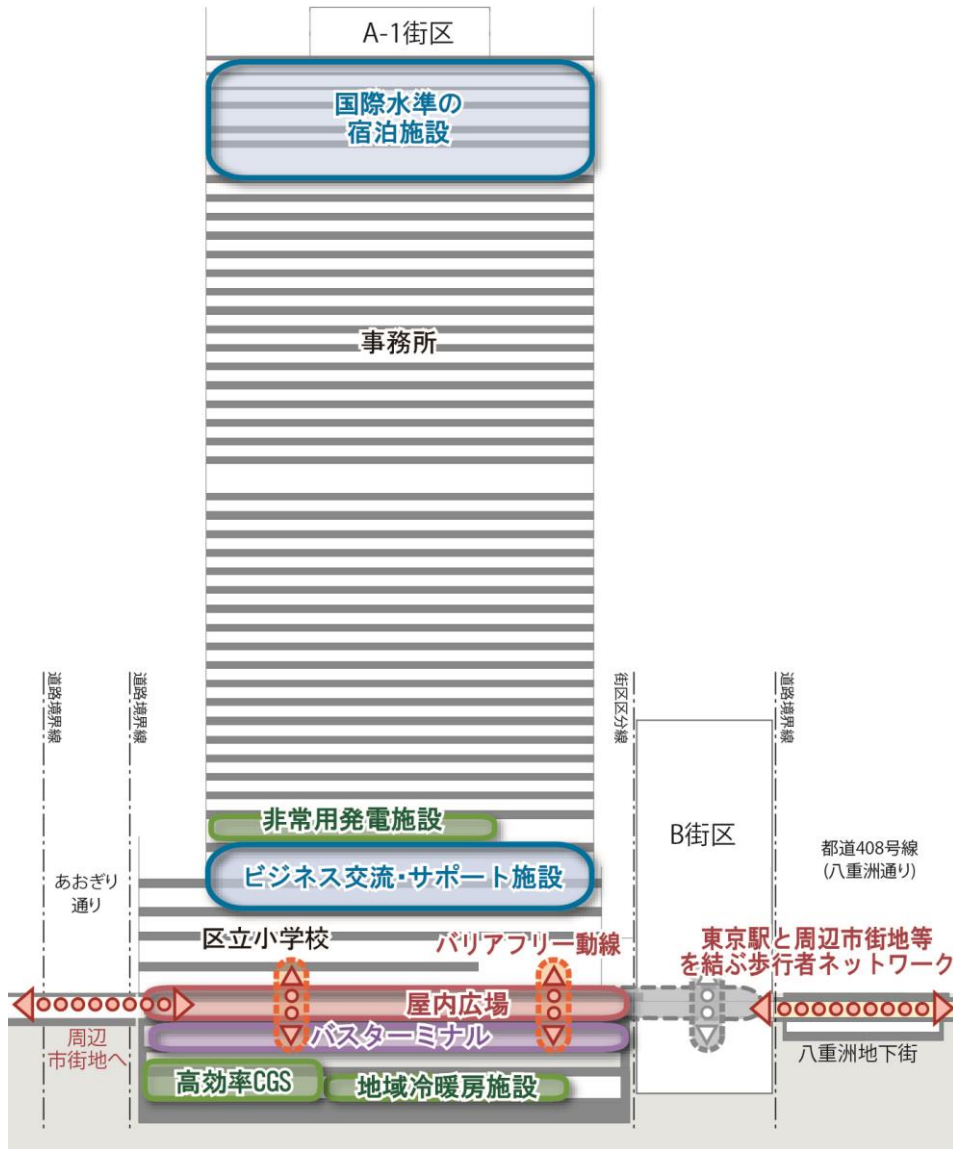 A-1街区
国際水準の
宿泊施設
事務所
道路境界線
道路境界線
街区区分線
道路境界線
非常用発電施設
B街区
ビジネス交流・サポート施設
都道408号線
(八重洲通り)
あおぎり
通り
区立小学校
バリアフリー動線
東京駅と周辺市街地等
を結ぶ歩行者ネットワーク
屋内広場
バスターミナル
周辺
市街地へ
八重洲地下街
高効率CGS
地域冷暖房施設